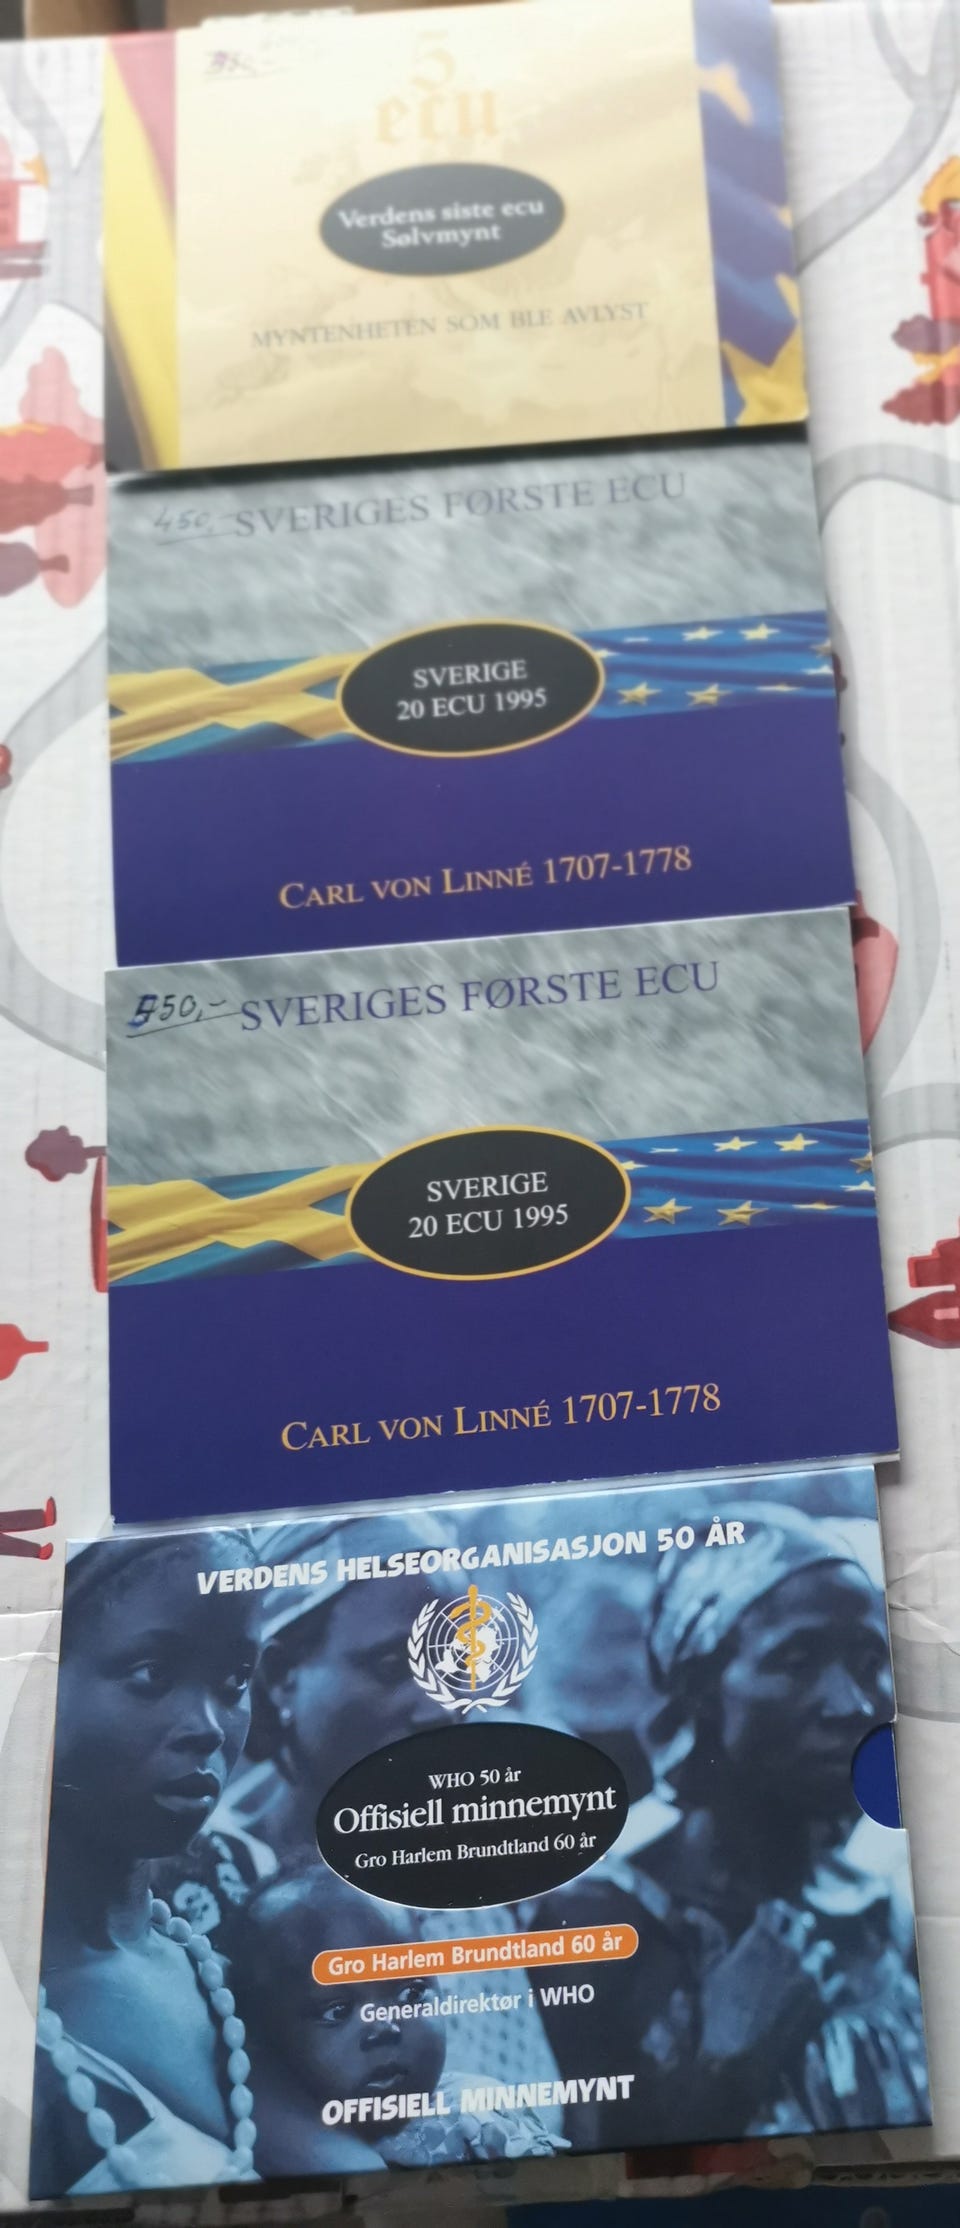 5
ecu
Verdens siste ecu
Sølvmynt
MYNTENHETEN SOM BLE AVLYST
450,-
SVERIGES FØRSTE ECU
SVERIGE
20 ECU 1995
CARL VON LINNÉ 1707-1778
SVERIGES FØRSTE ECU
SVERIGE
20 ECU 1995
CARL VON LINNÉ 1707-1778
VERDENS HELSEORGANISASJON 50 ÅR
WHO 50 år
Offisiell minnemynt
Gro Harlem Brundtland 60 år
Gro Harlem Brundtland 60 år
Generaldirektør i WHO
OFFISIELL MINNEMYNT